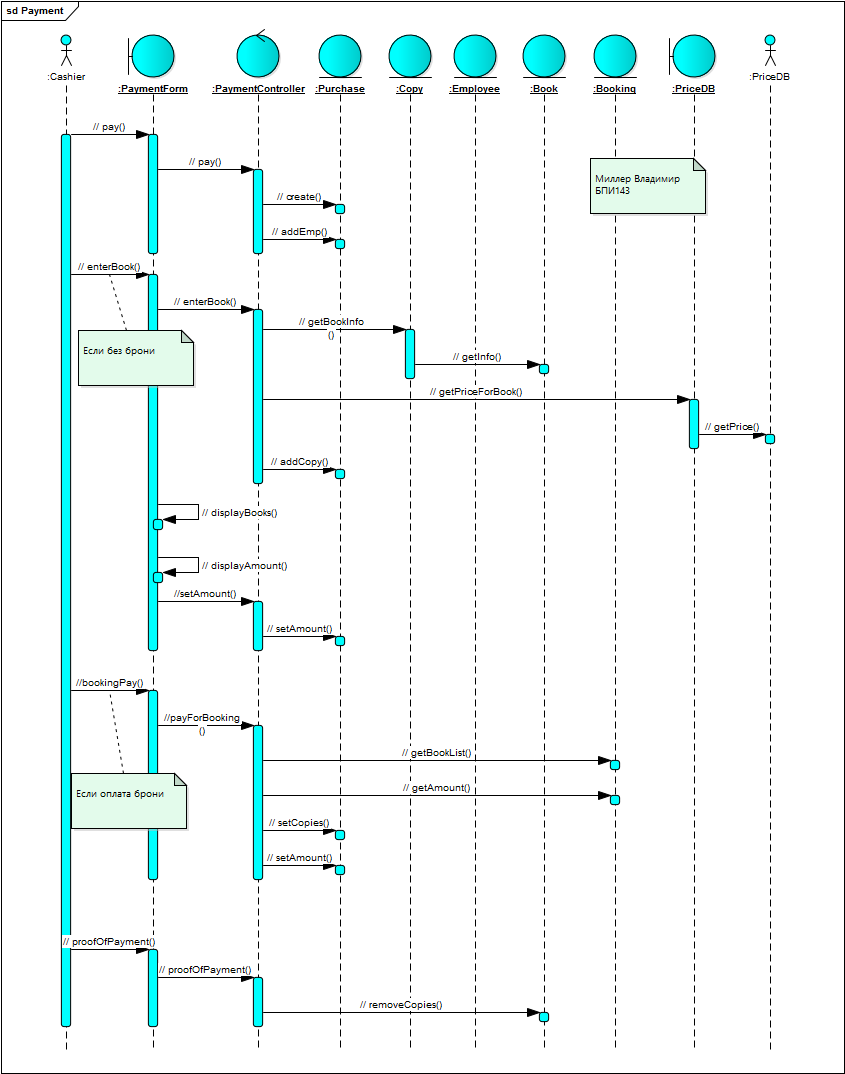 sd Payment
:Cashier
:PaymentForm
:PaymentController
:Purchase
:Copy
:Employee
:Book
:Booking
:PriceDB
:PriceDB
// pay()
// pay()
Миллер Владимир
БПИ143
// create()
// addEmp()
// enterBook()
// enterBook()
// getBookInfo
()
Если без брони
// getInfo()
// getPriceForBook()
// getPrice()
// addCopy()
// displayBooks()
// displayAmount()
//setAmount()
// setAmount()
//bookingPay()
//payForBooking
()
// getBookList()
// getAmount()
Если оплата брони
// setCopies()
// setAmount()
// proofOfPayment()
// proofOfPayment()
// removeCopies()